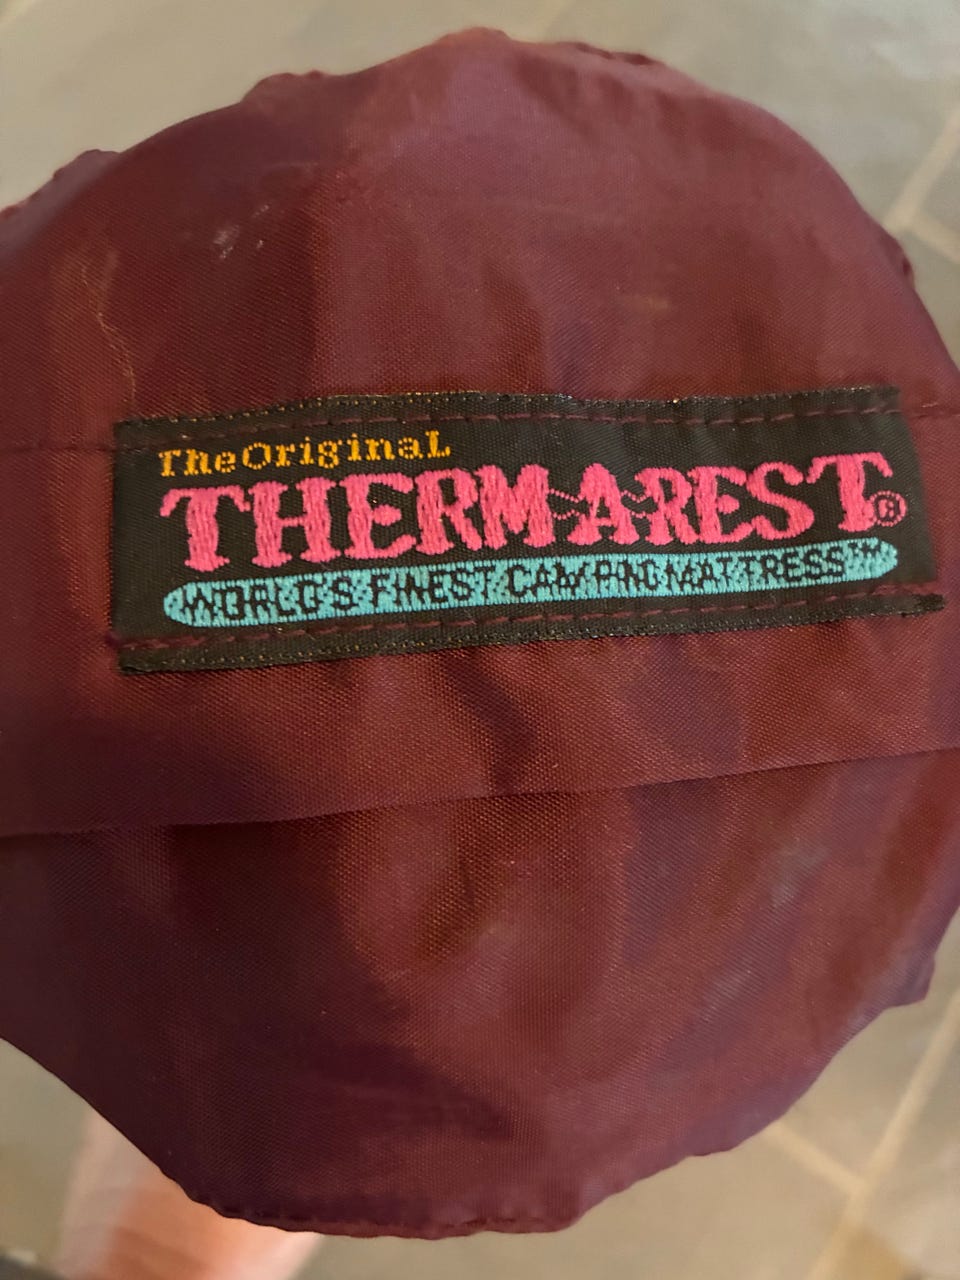 The Original
THERM-A-REST®
WORLD'S FINEST CAMPING MATTRESS™